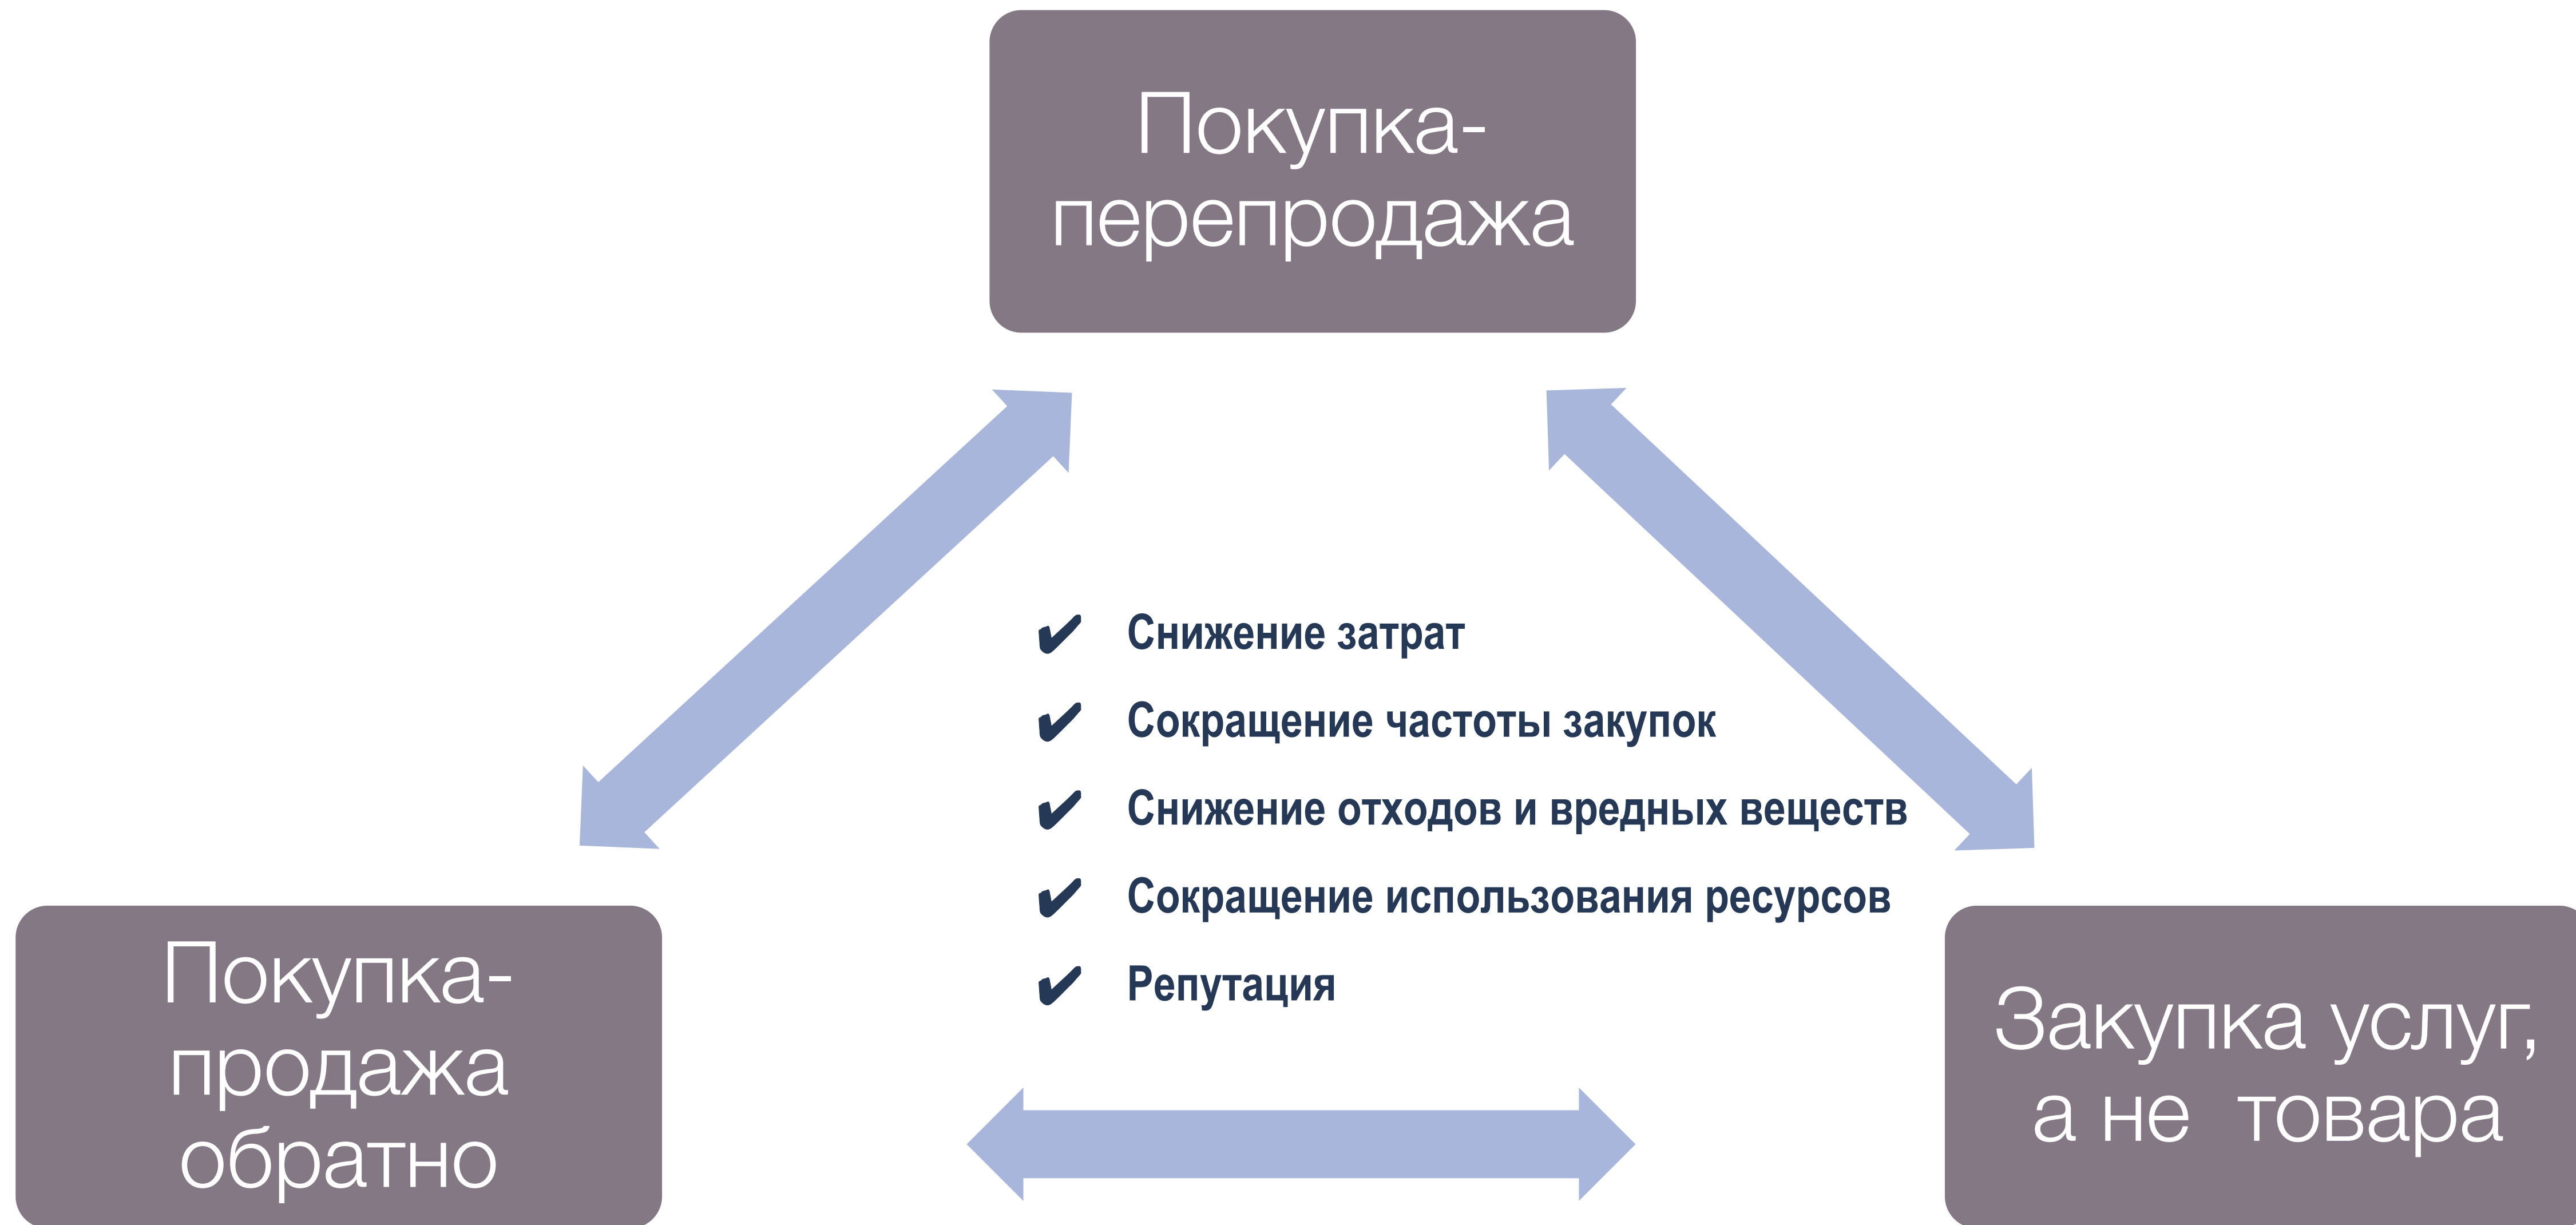 Покупка-
перепродажа
✔ Снижение затрат
✔ Сокращение частоты закупок
✔ Снижение отходов и вредных веществ
✔ Сокращение использования ресурсов
✔ Репутация
Покупка-
продажа
обратно
Закупка услуг,
а не товара